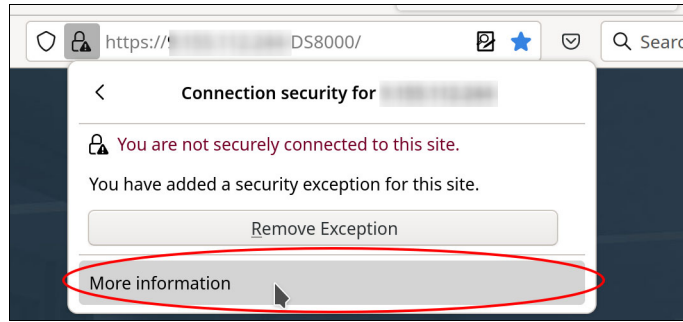 https:// DS8000/
Searc
Connection security for
You are not securely connected to this site.
You have added a security exception for this site.
Remove Exception
More information